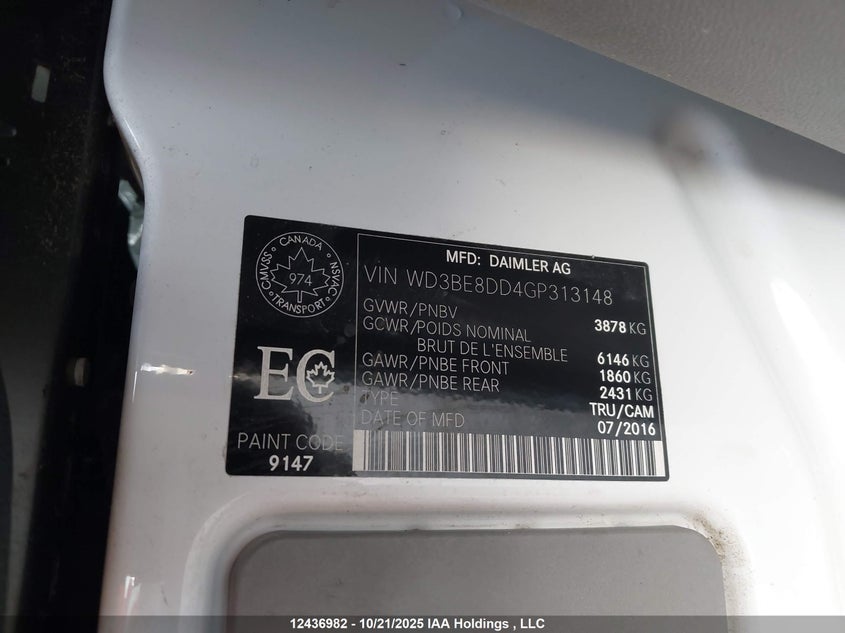 CANADA
CMVSS
NSVAC
974
TRANSPORT
MFD: DAIMLER AG
VIN WD3BE8DD4GP313148
GVWR/PNBV 3878 KG
GCWR/POIDS NOMINAL
BRUT DE L'ENSEMBLE 6146 KG
GAWR/PNBE FRONT 1860 KG
GAWR/PNBE REAR 2431 KG
TYPE TRU/CAM
DATE OF MFD 07/2016
EC
PAINT CODE
9147
12436982 - 10/21/2025 IAA Holdings , LLC